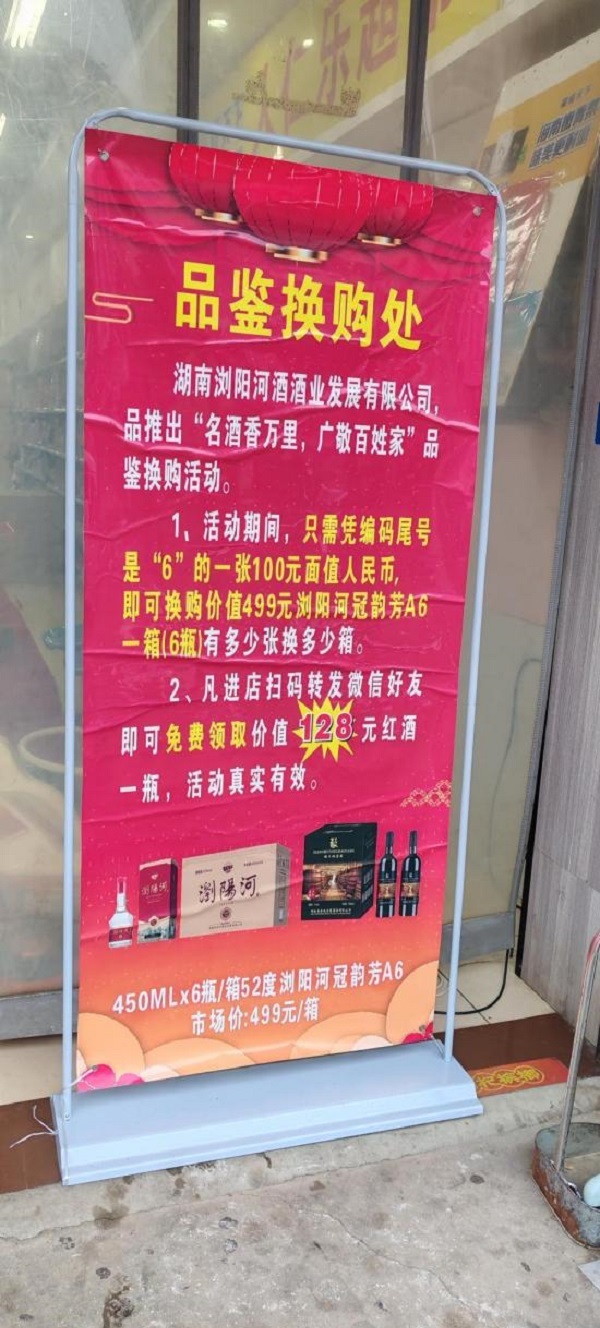 品鉴换购处
湖南浏阳河酒酒业发展有限公司,
品推出“名酒香万里，广敬百姓家”品
鉴换购活动。
1、活动期间，只需凭编码尾号
是“6”的一张100元面值人民币,
即可换购价值499元浏阳河冠韵芳A6
一箱(6瓶)有多少张换多少箱。
2、凡进店扫码转发微信好友
即可免费领取价值128元红酒
一瓶，活动真实有效。
瀏陽河
瀏陽河
450MLx6瓶/箱52度浏阳河冠韵芳A6
市场价:499元/箱